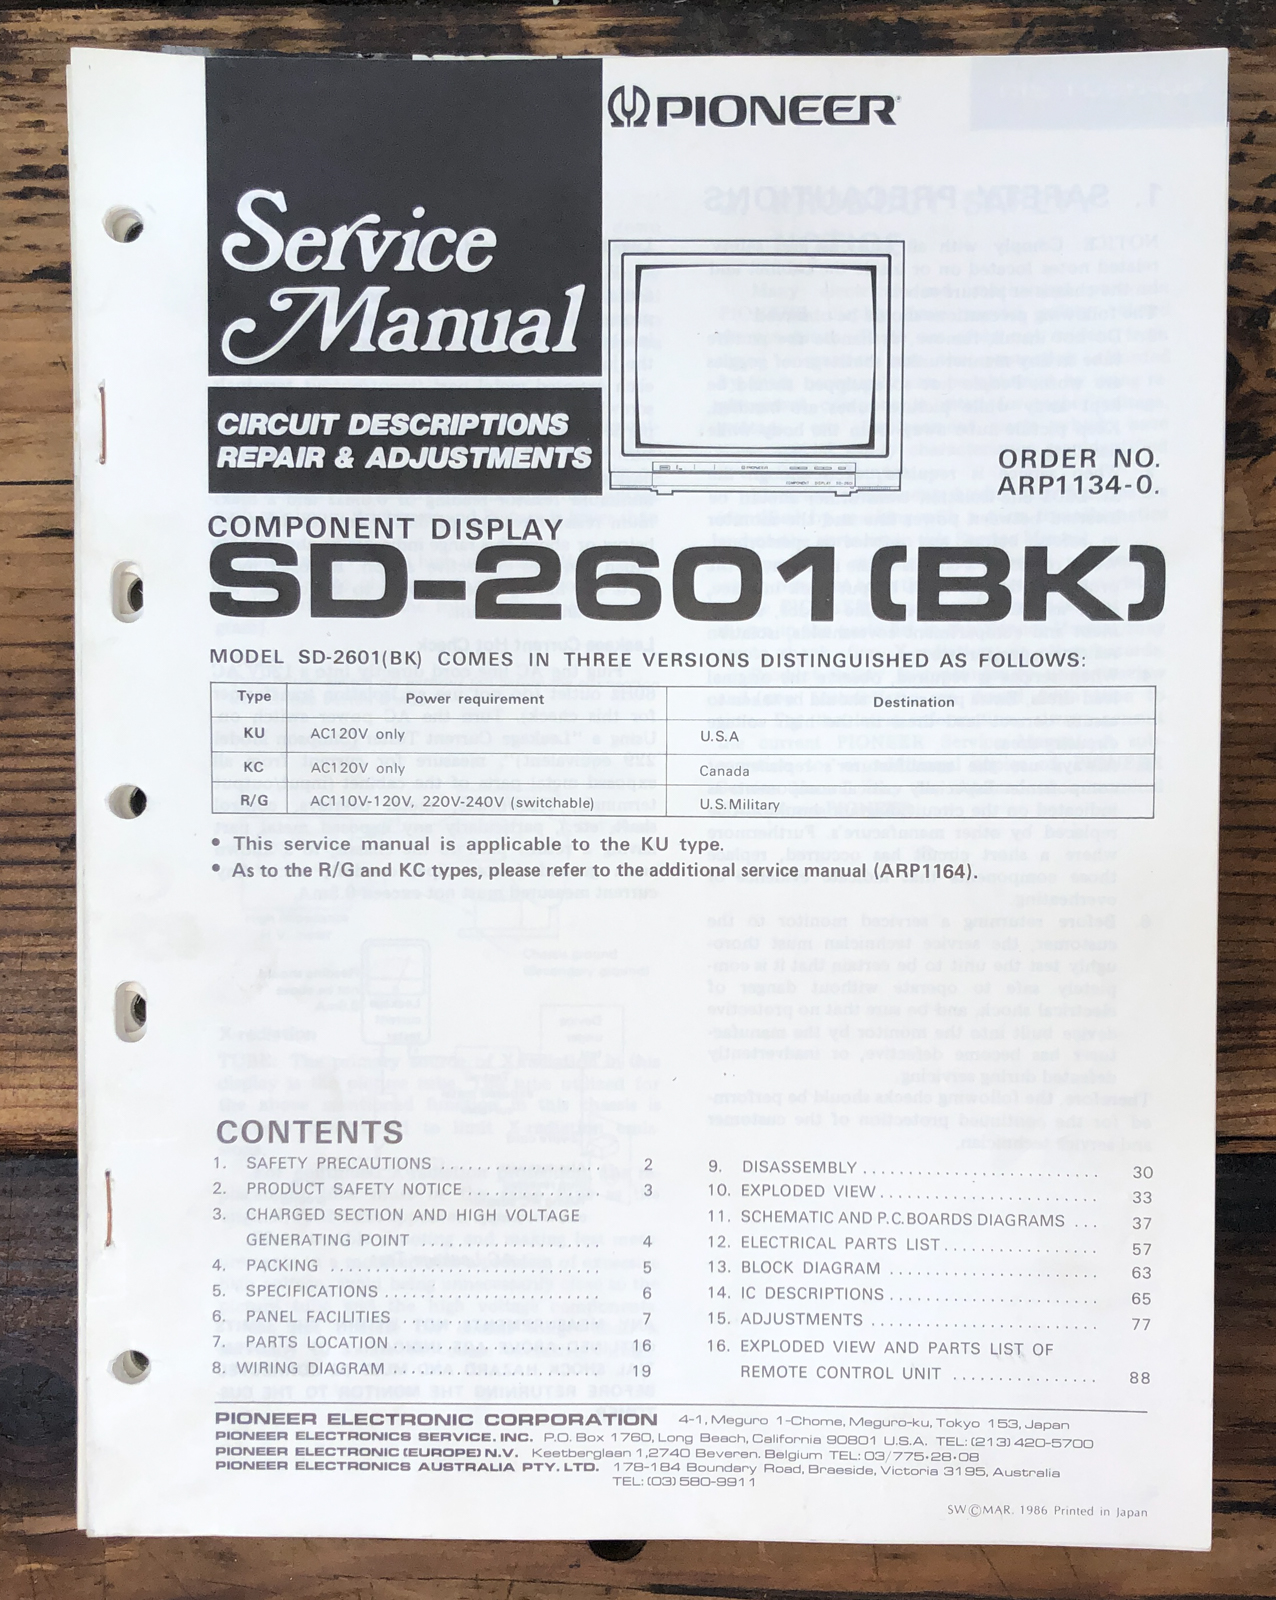 PIONEER
Service
Manual
CIRCUIT DESCRIPTIONS
REPAIR & ADJUSTMENTS
ORDER NO.
ARP1134-0.
COMPONENT DISPLAY
SD-2601(BK)
MODEL SD-2601(BK) COMES IN THREE VERSIONS DISTINGUISHED AS FOLLOWS:
Type Power requirement Destination
KU AC120V only U.S.A
KC AC120V only Canada
R/G AC110V-120V, 220V-240V (switchable) U.S.Military
• This service manual is applicable to the KU type.
• As to the R/G and KC types, please refer to the additional service manual (ARP1164).
CONTENTS
1. SAFETY PRECAUTIONS .................. 2
2. PRODUCT SAFETY NOTICE ............... 3
3. CHARGED SECTION AND HIGH VOLTAGE
GENERATING POINT ..................... 4
4. PACKING ............................... 5
5. SPECIFICATIONS ........................ 6
6. PANEL FACILITIES ....................... 7
7. PARTS LOCATION ....................... 16
8. WIRING DIAGRAM ....................... 19
9. DISASSEMBLY .......................... 30
10. EXPLODED VIEW ........................ 33
11. SCHEMATIC AND P.C.BOARDS DIAGRAMS ... 37
12. ELECTRICAL PARTS LIST ................. 57
13. BLOCK DIAGRAM ....................... 63
14. IC DESCRIPTIONS ....................... 65
15. ADJUSTMENTS ......................... 77
16. EXPLODED VIEW AND PARTS LIST OF
REMOTE CONTROL UNIT ................ 88
PIONEER ELECTRONIC CORPORATION 4-1, Meguro 1-Chome, Meguro-ku, Tokyo 153, Japan
PIONEER ELECTRONICS SERVICE. INC. P.O. Box 1760, Long Beach, California 90801 U.S.A. TEL: (213) 420-5700
PIONEER ELECTRONIC (EUROPE) N.V. Keetberglaan 1, 2740 Beveren. Belgium TEL: 03/775·28·08
PIONEER ELECTRONICS AUSTRALIA PTY. LTD. 178-184 Boundary Road, Braeside, Victoria 3195, Australia
TEL: (03) 580-9911
SW Ⓒ MAR. 1986 Printed in Japan